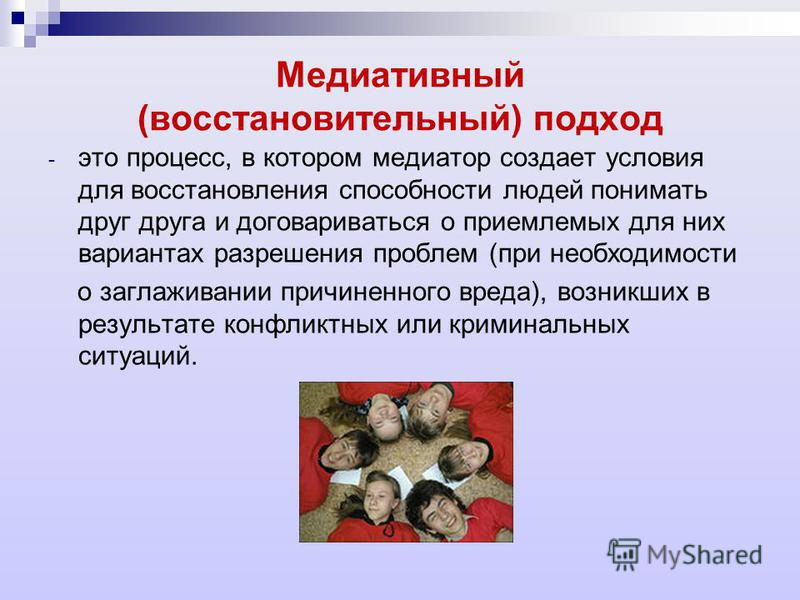 Медиативный
(восстановительный) подход
- это процесс, в котором медиатор создает условия
для восстановления способности людей понимать
друг друга и договариваться о приемлемых для них
вариантах разрешения проблем (при необходимости
о заглаживании причиненного вреда), возникших в
результате конфликтных или криминальных
ситуаций.
MyShared